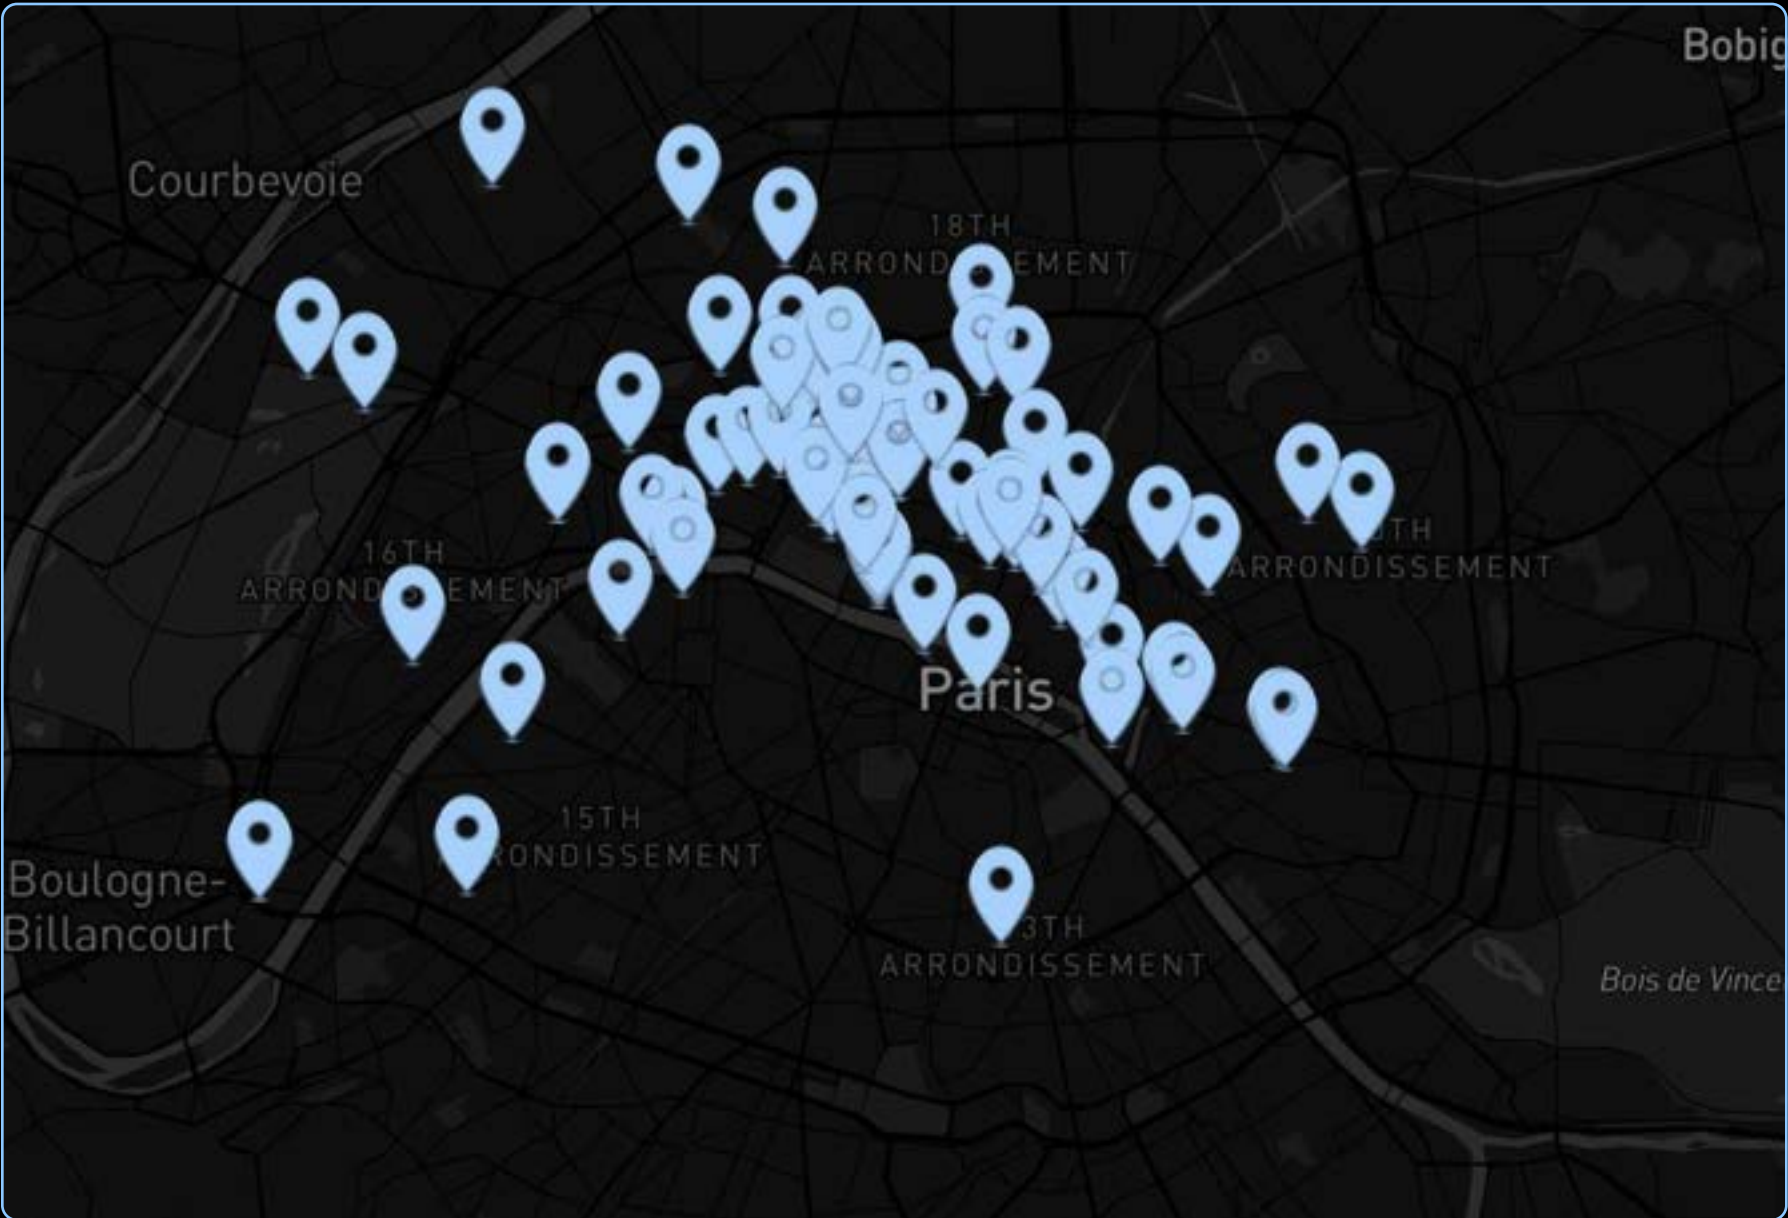 Bobig
Courbevoie
18TH
ARROND EMENT
16TH
ARROND S EMENT
TH
ARRONDISSEMENT
Paris
15TH
RONDISSEMENT
Boulogne-
Billancourt
3TH
ARRONDISSEMENT
Bois de Vince